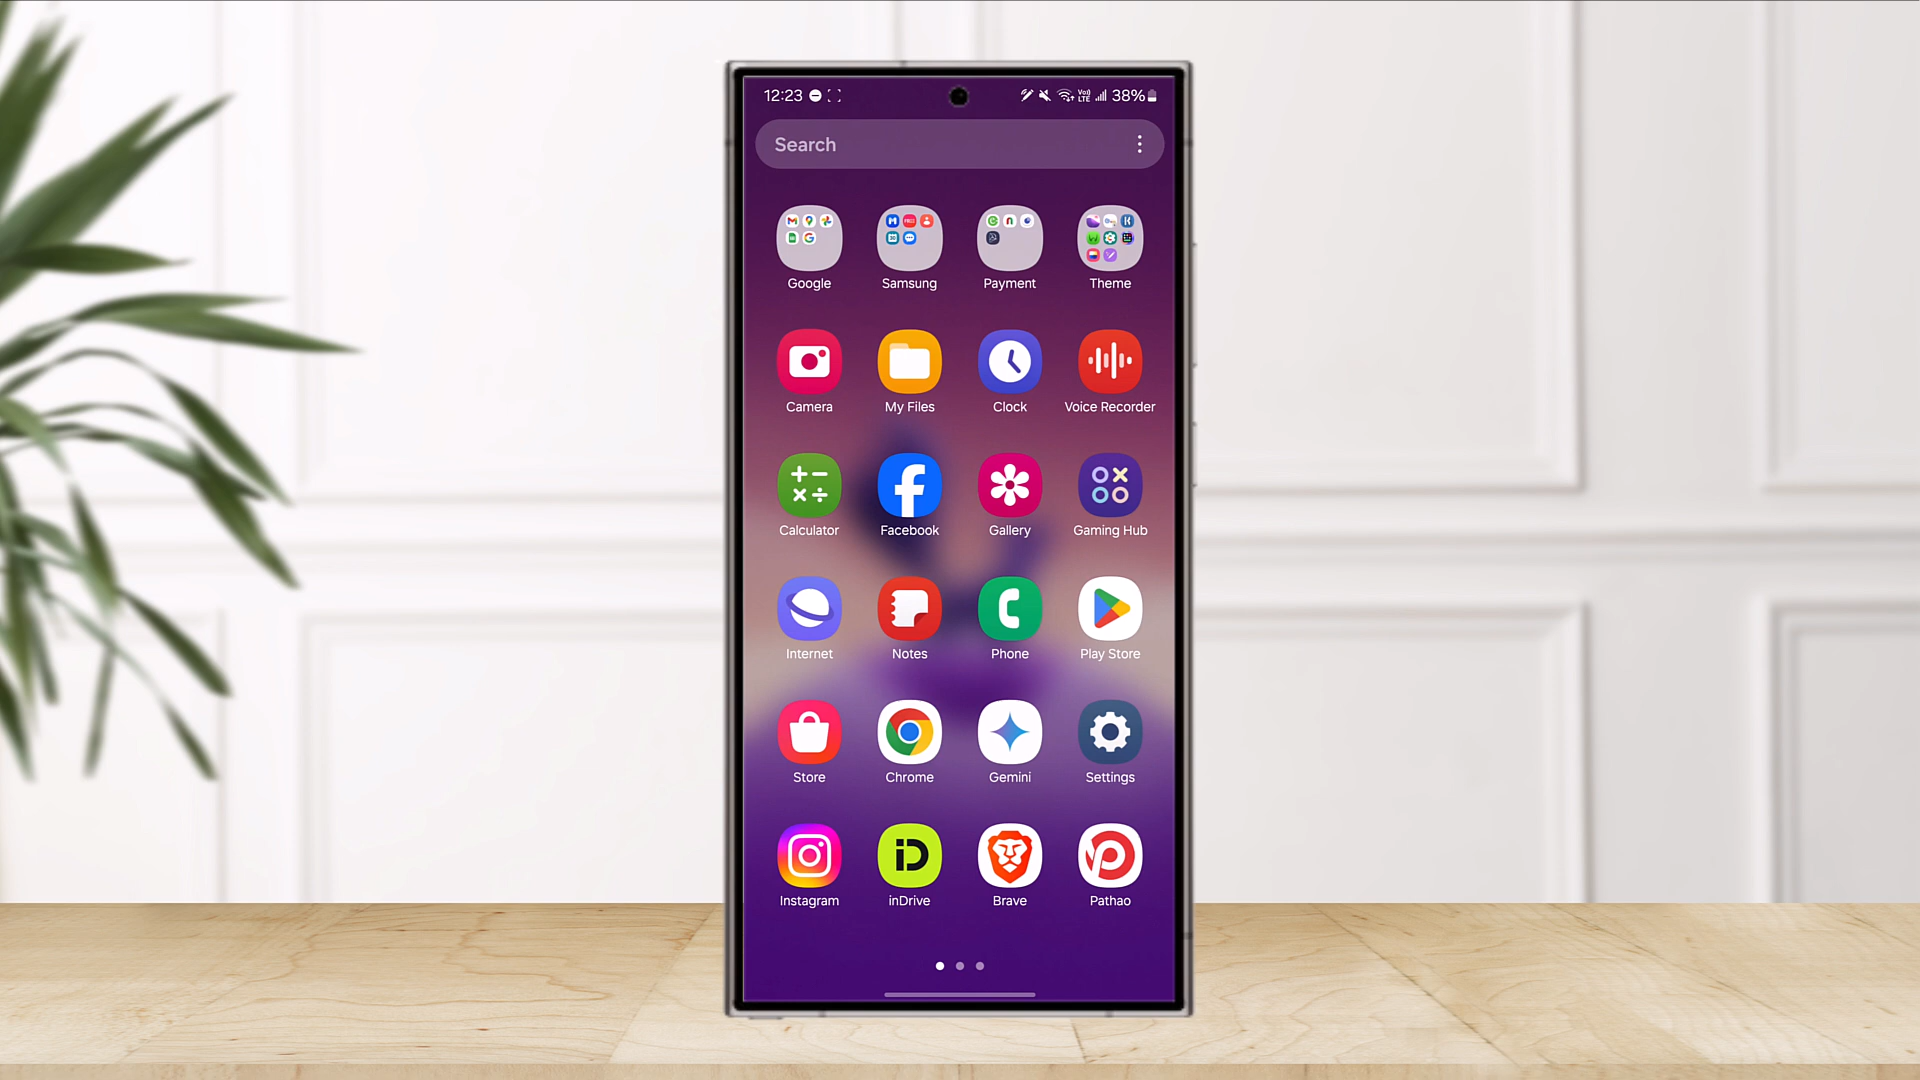 12:23 38%
Search
Google Samsung Payment Theme
Camera My Files Clock Voice Recorder
Calculator Facebook Gallery Gaming Hub
Internet Notes Phone Play Store
Store Chrome Gemini Settings
Instagram inDrive Brave Pathao